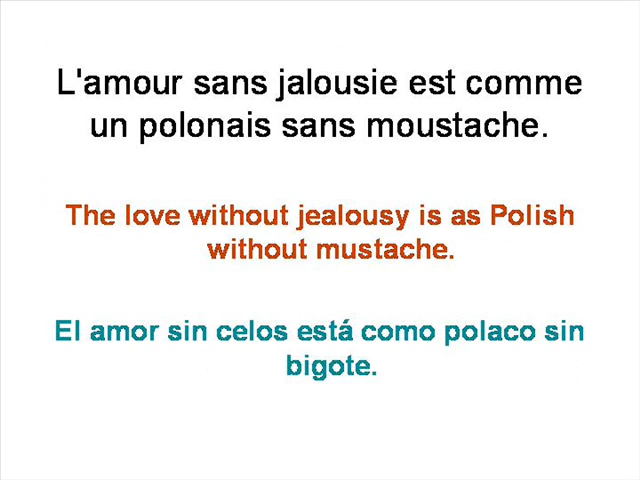 L'amour sans jalousie est comme
un polonais sans moustache.
The love without jealousy is as Polish
without mustache.
El amor sin celos está como polaco sin
bigote.